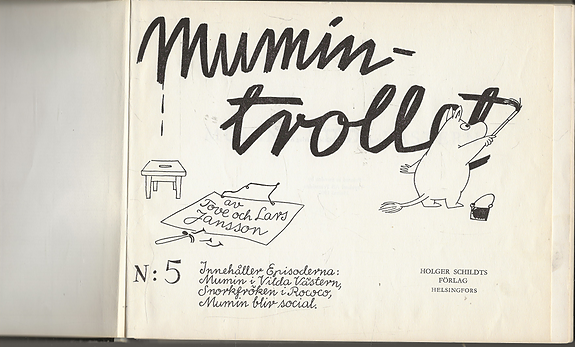 Mumin-
trollet
av
Tove och Lars
Jansson
N: 5
Innehåller Episoderna:
Mumin i Vilda Västern,
Snorkfröken i Rococo,
Mumin blir social.
HOLGER SCHILDTS
FÖRLAG
HELSINGFORS